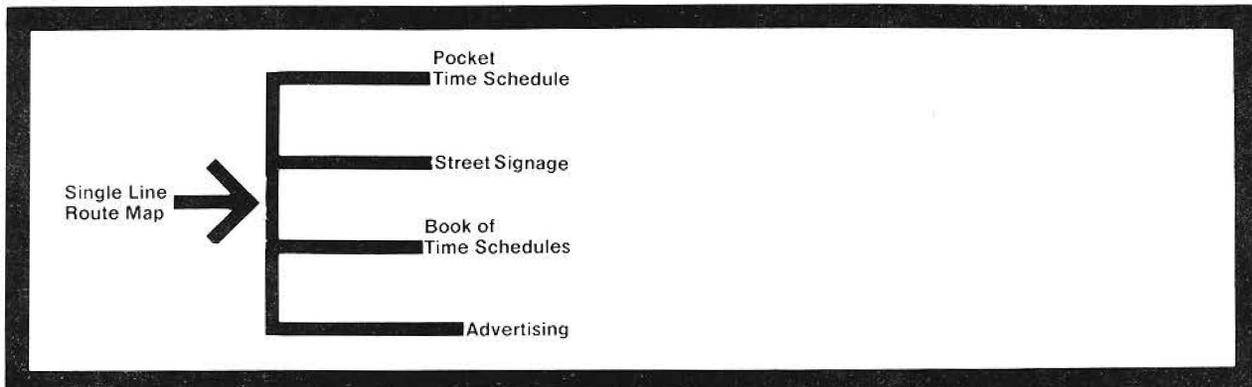 Pocket
Time Schedule
Street Signage
Single Line
Route Map
Book of
Time Schedules
Advertising